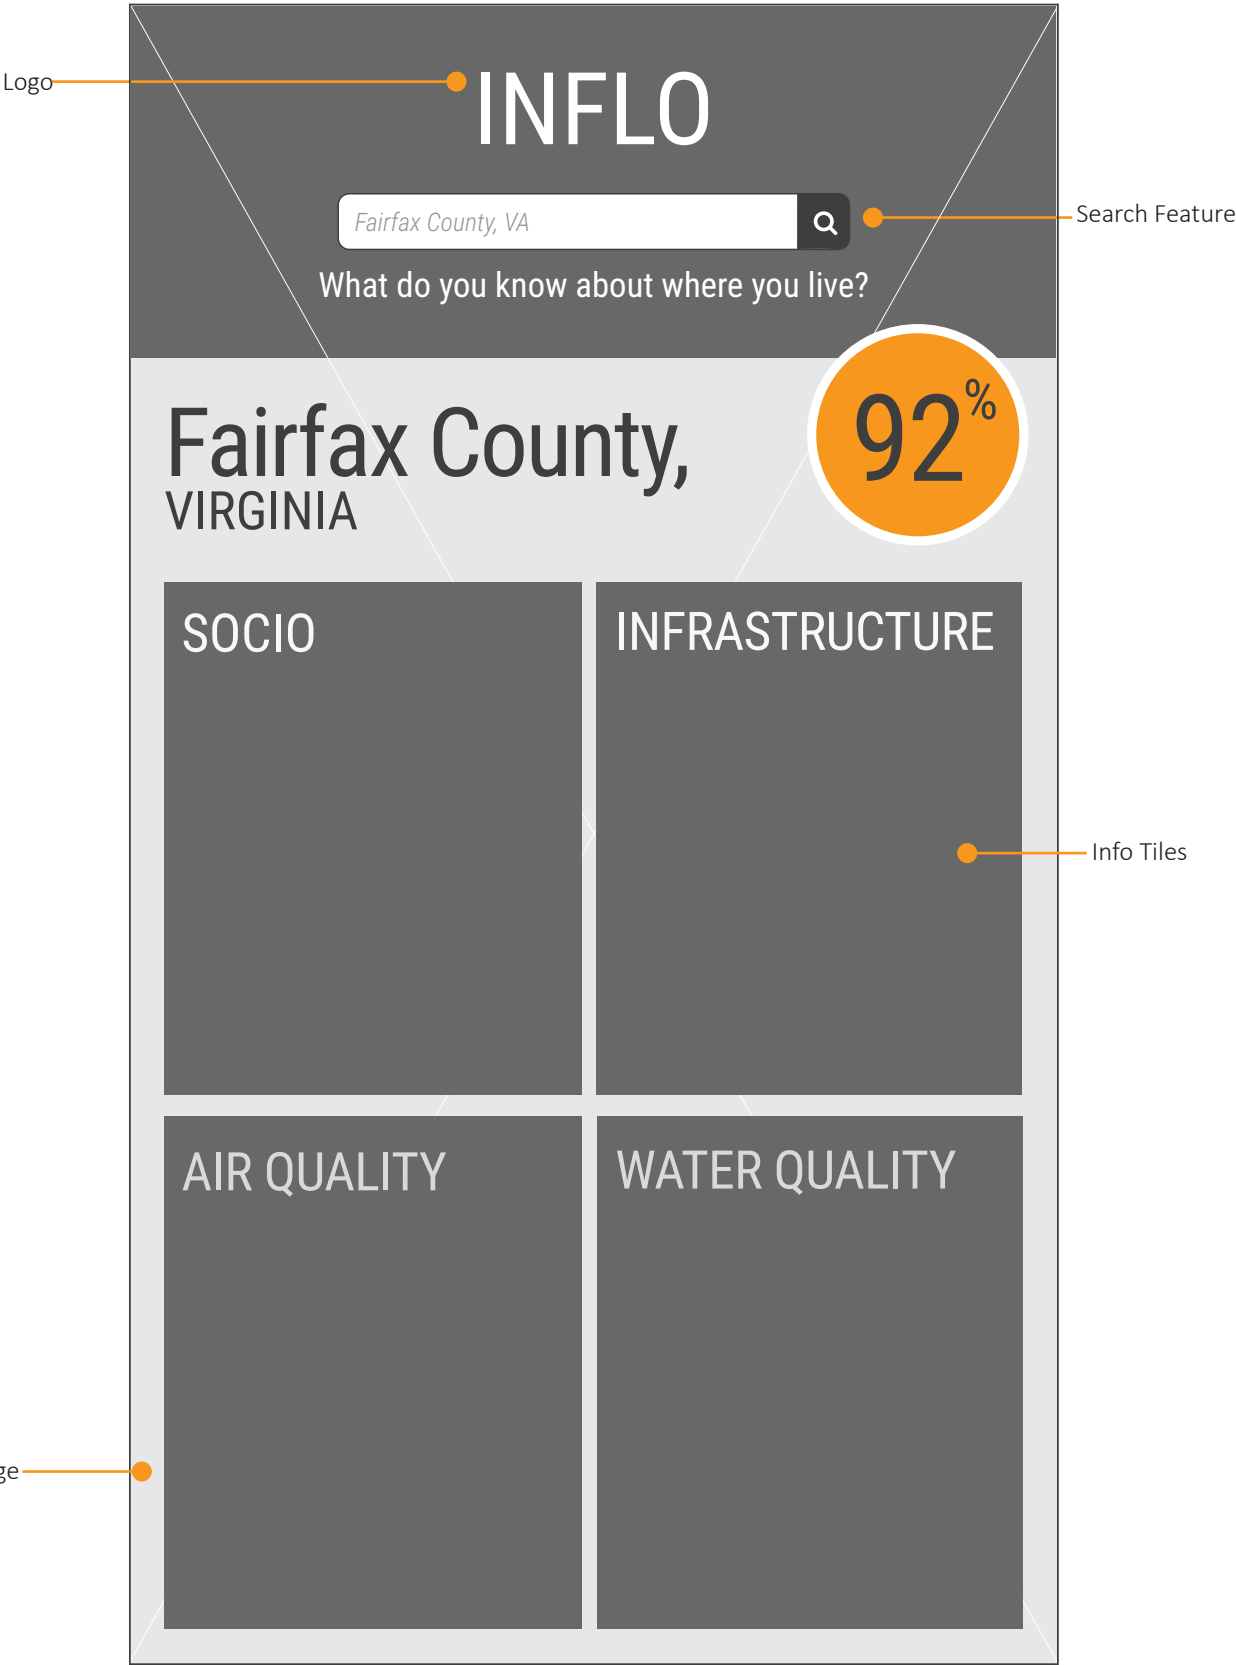 Logo
INFLO
Fairfax County, VA
Search Feature
What do you know about where you live?
92%
Fairfax County,
VIRGINIA
SOCIO
INFRASTRUCTURE
Info Tiles
AIR QUALITY
WATER QUALITY